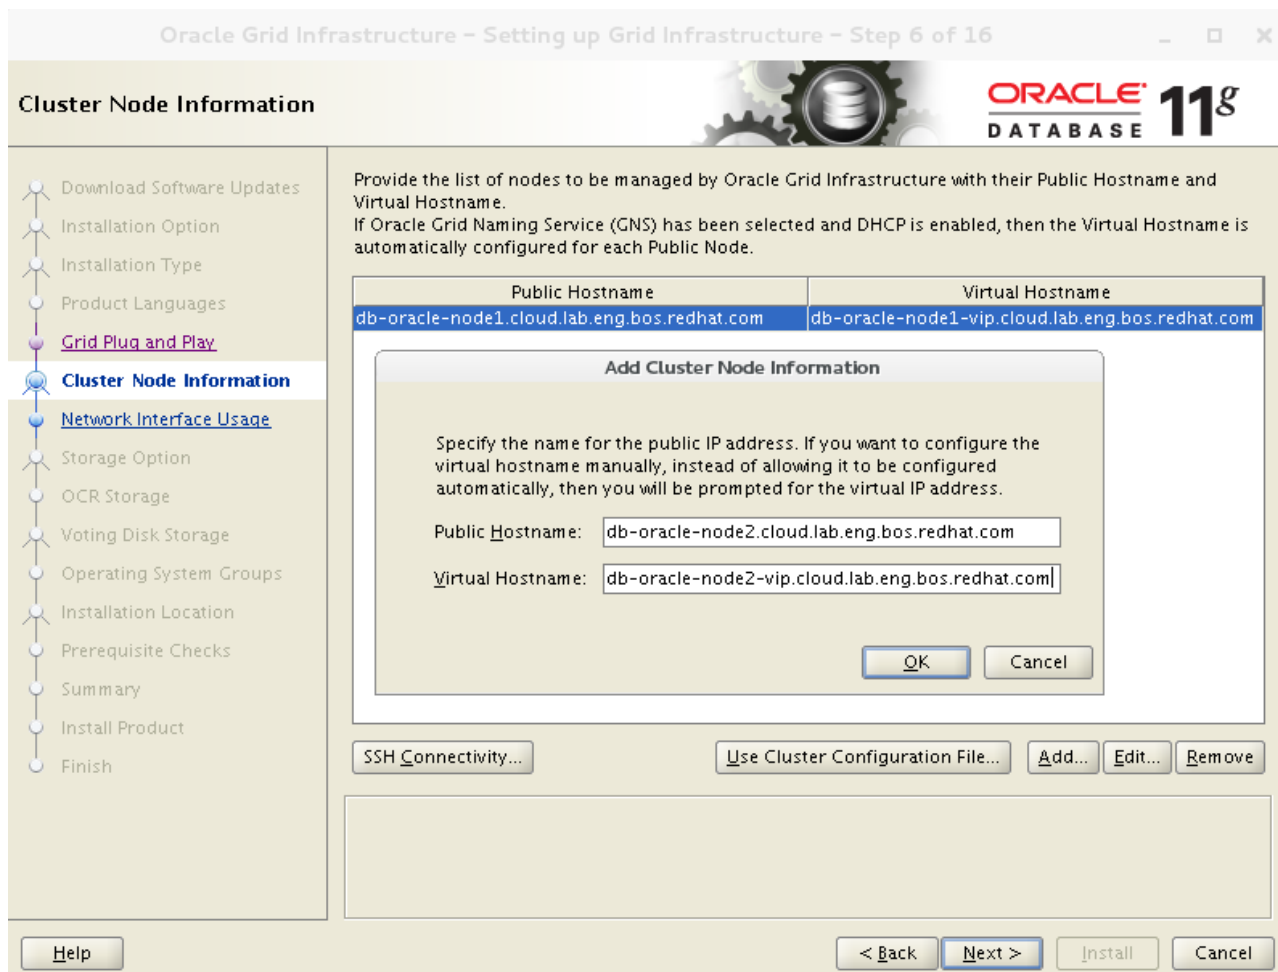 Oracle Grid Infrastructure - Setting up Grid Infrastructure - Step 6 of 16
Cluster Node Information
ORACLE
DATABASE
11g
Download Software Updates
Installation Option
Installation Type
Product Languages
Grid Plug and Play
Cluster Node Information
Network Interface Usage
Storage Option
OCR Storage
Voting Disk Storage
Operating System Groups
Installation Location
Prerequisite Checks
Summary
Install Product
Finish
Provide the list of nodes to be managed by Oracle Grid Infrastructure with their Public Hostname and
Virtual Hostname.
If Oracle Grid Naming Service (GNS) has been selected and DHCP is enabled, then the Virtual Hostname is
automatically configured for each Public Node.
Public Hostname Virtual Hostname
db-oracle-node1.cloud.lab.eng.bos.redhat.com db-oracle-node1-vip.cloud.lab.eng.bos.redhat.com
Add Cluster Node Information
Specify the name for the public IP address. If you want to configure the
virtual hostname manually, instead of allowing it to be configured
automatically, then you will be prompted for the virtual IP address.
Public Hostname: db-oracle-node2.cloud.lab.eng.bos.redhat.com
Virtual Hostname: db-oracle-node2-vip.cloud.lab.eng.bos.redhat.com
OK Cancel
SSH Connectivity... Use Cluster Configuration File... Add... Edit... Remove
Help < Back Next > Install Cancel